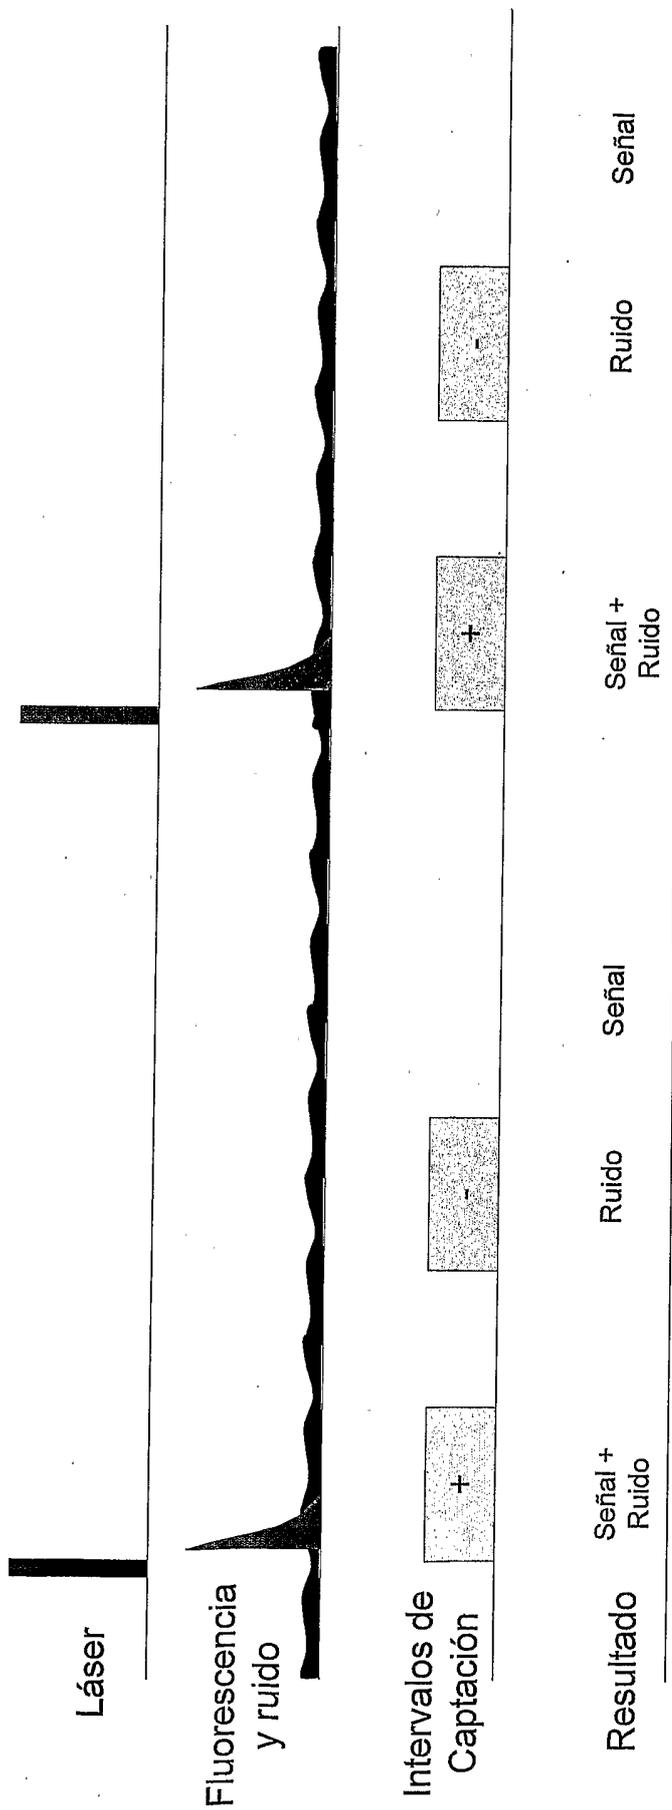 Láser
Fluorescencia
y ruido
Intervalos de
Captación
+
-
+
-
Resultado
Señal +
Ruido
Ruido
Señal
Señal +
Ruido
Ruido
Señal